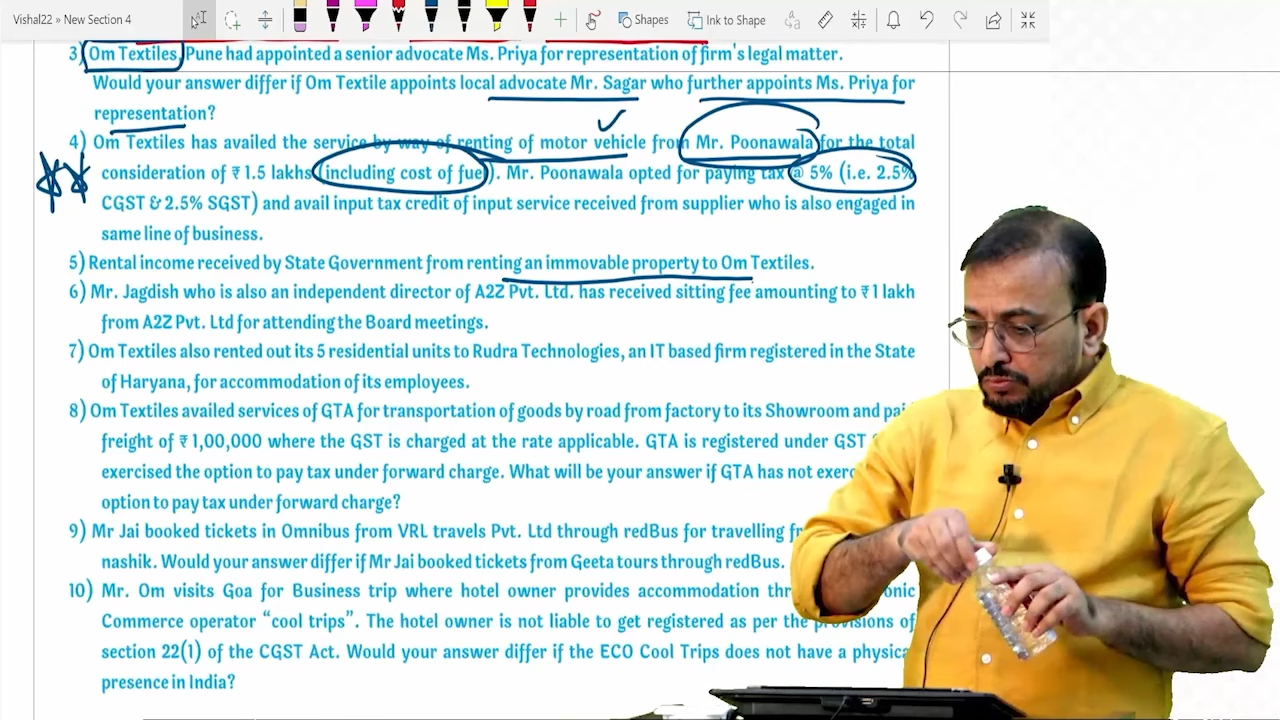 Vishal22 » New Section 4
Shapes
Ink to Shape
3) Om Textiles, Pune had appointed a senior advocate Ms. Priya for representation of firm's legal matter.
Would your answer differ if Om Textile appoints local advocate Mr. Sagar who further appoints Ms. Priya for
representation?
4) Om Textiles has availed the service by way of renting of motor vehicle from Mr. Poonawala for the total
consideration of ₹ 1.5 lakhs (including cost of fuel). Mr. Poonawala opted for paying tax @ 5% (i.e. 2.5%
CGST & 2.5% SGST) and avail input tax credit of input service received from supplier who is also engaged in
same line of business.
5) Rental income received by State Government from renting an immovable property to Om Textiles.
6) Mr. Jagdish who is also an independent director of A2Z Pvt. Ltd. has received sitting fee amounting to ₹ 1 lakh
from A2Z Pvt. Ltd for attending the Board meetings.
7) Om Textiles also rented out its 5 residential units to Rudra Technologies, an IT based firm registered in the State
of Haryana, for accommodation of its employees.
8) Om Textiles availed services of GTA for transportation of goods by road from factory to its Showroom and paid
freight of ₹ 1,00,000 where the GST is charged at the rate applicable. GTA is registered under GST
exercised the option to pay tax under forward charge. What will be your answer if GTA has not
option to pay tax under forward charge?
9) Mr Jai booked tickets in Omnibus from VRL travels Pvt. Ltd through redBus for travelling
nashik. Would your answer differ if Mr Jai booked tickets from Geeta tours through redBus.
10) Mr. Om visits Goa for Business trip where hotel owner provides accommodation
Commerce operator "cool trips". The hotel owner is not liable to get registered as per the provisions of
section 22(1) of the CGST Act. Would your answer differ if the ECO Cool Trips does not have a physical
presence in India?